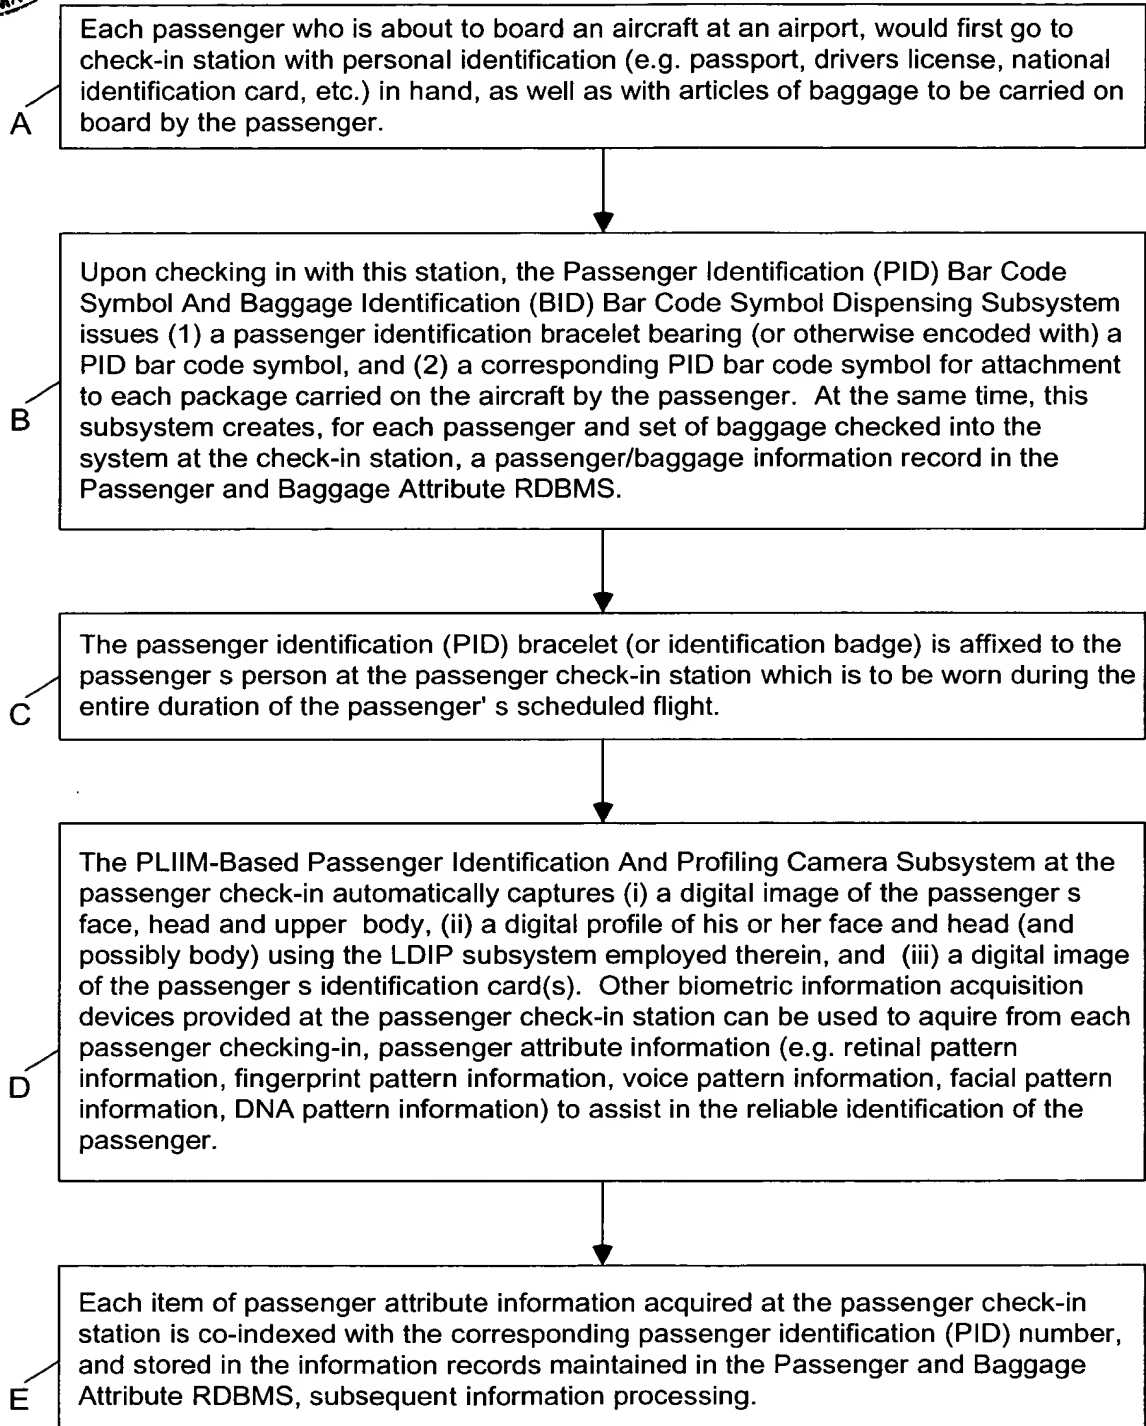 Each passenger who is about to board an aircraft at an airport, would first go to
check-in station with personal identification (e.g. passport, drivers license, national
identification card, etc.) in hand, as well as with articles of baggage to be carried on
board by the passenger.
A
Upon checking in with this station, the Passenger Identification (PID) Bar Code
Symbol And Baggage Identification (BID) Bar Code Symbol Dispensing Subsystem
issues (1) a passenger identification bracelet bearing (or otherwise encoded with) a
PID bar code symbol, and (2) a corresponding PID bar code symbol for attachment
to each package carried on the aircraft by the passenger. At the same time, this
subsystem creates, for each passenger and set of baggage checked into the
system at the check-in station, a passenger/baggage information record in the
Passenger and Baggage Attribute RDBMS.
B
The passenger identification (PID) bracelet (or identification badge) is affixed to the
passenger s person at the passenger check-in station which is to be worn during the
entire duration of the passenger' s scheduled flight.
C
The PLIIM-Based Passenger Identification And Profiling Camera Subsystem at the
passenger check-in automatically captures (i) a digital image of the passenger s
face, head and upper body, (ii) a digital profile of his or her face and head (and
possibly body) using the LDIP subsystem employed therein, and (iii) a digital image
of the passenger s identification card(s). Other biometric information acquisition
devices provided at the passenger check-in station can be used to aquire from each
passenger checking-in, passenger attribute information (e.g. retinal pattern
information, fingerprint pattern information, voice pattern information, facial pattern
information, DNA pattern information) to assist in the reliable identification of the
passenger.
D
Each item of passenger attribute information acquired at the passenger check-in
station is co-indexed with the corresponding passenger identification (PID) number,
and stored in the information records maintained in the Passenger and Baggage
Attribute RDBMS, subsequent information processing.
E